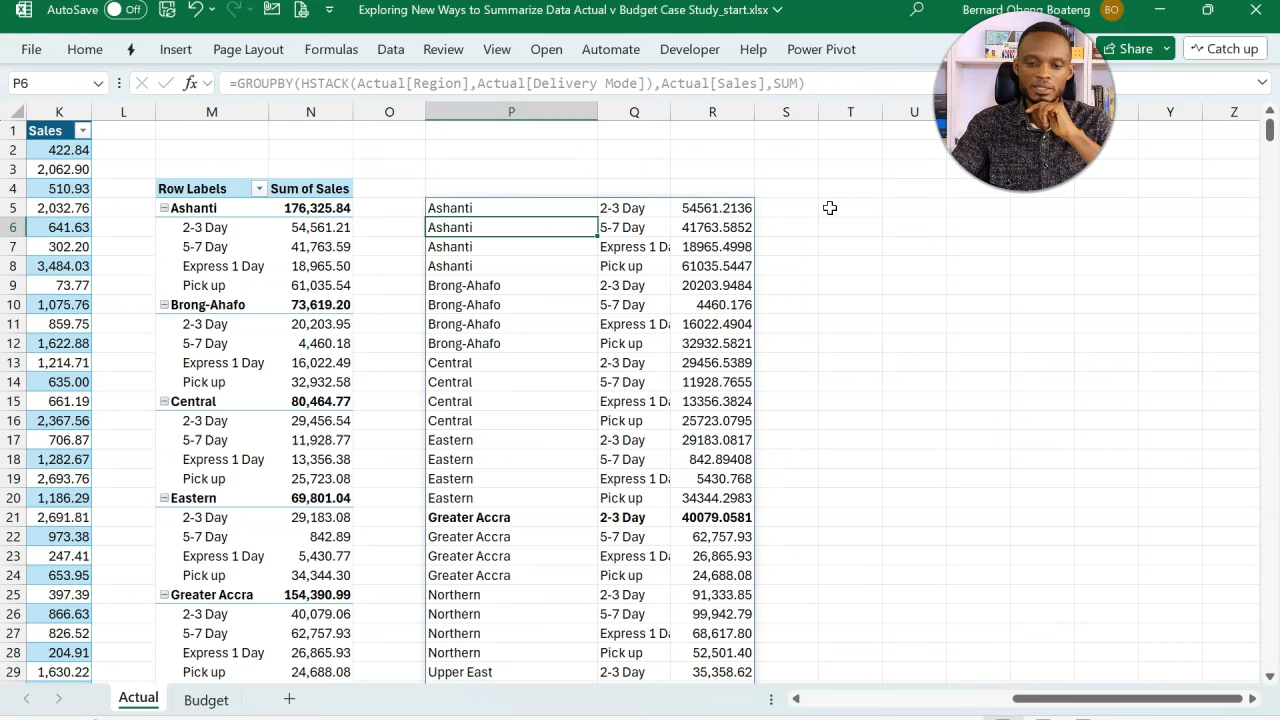 AutoSave Off Exploring New Ways to Summarize Data Actual v Budget Case Study_start.xlsx Bernard Obeng Boateng BO
File Home Insert Page Layout Formulas Data Review View Open Automate Developer Help Power Pivot Share Catch up
P6 fx =GROUPBY(HSTACK(Actual[Region],Actual[Delivery Mode]),Actual[Sales],SUM)
K L M N O P Q R S T U Y Z
1 Sales
2 422.84
3 2,062.90
4 510.93 Row Labels Sum of Sales
5 2,032.76 Ashanti 176,325.84 Ashanti 2-3 Day 54561.2136
6 641.63 2-3 Day 54,561.21 Ashanti 5-7 Day 41763.5852
7 302.20 5-7 Day 41,763.59 Ashanti Express 1 Da 18965.4998
8 3,484.03 Express 1 Day 18,965.50 Ashanti Pick up 61035.5447
9 73.77 Pick up 61,035.54 Brong-Ahafo 2-3 Day 20203.9484
10 1,075.76 Brong-Ahafo 73,619.20 Brong-Ahafo 5-7 Day 4460.176
11 859.75 2-3 Day 20,203.95 Brong-Ahafo Express 1 Da 16022.4904
12 1,622.88 5-7 Day 4,460.18 Brong-Ahafo Pick up 32932.5821
13 1,214.71 Express 1 Day 16,022.49 Central 2-3 Day 29456.5389
14 635.00 Pick up 32,932.58 Central 5-7 Day 11928.7655
15 661.19 Central 80,464.77 Central Express 1 Da 13356.3824
16 2,367.56 2-3 Day 29,456.54 Central Pick up 25723.0795
17 706.87 5-7 Day 11,928.77 Eastern 2-3 Day 29183.0817
18 1,282.67 Express 1 Day 13,356.38 Eastern 5-7 Day 842.89408
19 2,693.76 Pick up 25,723.08 Eastern Express 1 Da 5430.768
20 1,186.29 Eastern 69,801.04 Eastern Pick up 34344.2983
21 2,691.81 2-3 Day 29,183.08 Greater Accra 2-3 Day 40079.0581
22 973.38 5-7 Day 842.89 Greater Accra 5-7 Day 62,757.93
23 247.41 Express 1 Day 5,430.77 Greater Accra Express 1 Da 26,865.93
24 653.95 Pick up 34,344.30 Greater Accra Pick up 24,688.08
25 397.39 Greater Accra 154,390.99 Northern 2-3 Day 91,333.85
26 866.63 2-3 Day 40,079.06 Northern 5-7 Day 99,942.79
27 826.52 5-7 Day 62,757.93 Northern Express 1 Da 68,617.80
28 204.91 Express 1 Day 26,865.93 Northern Pick up 52,501.40
29 1,630.22 Pick up 24,688.08 Upper East 2-3 Day 35,358.62
Actual Budget